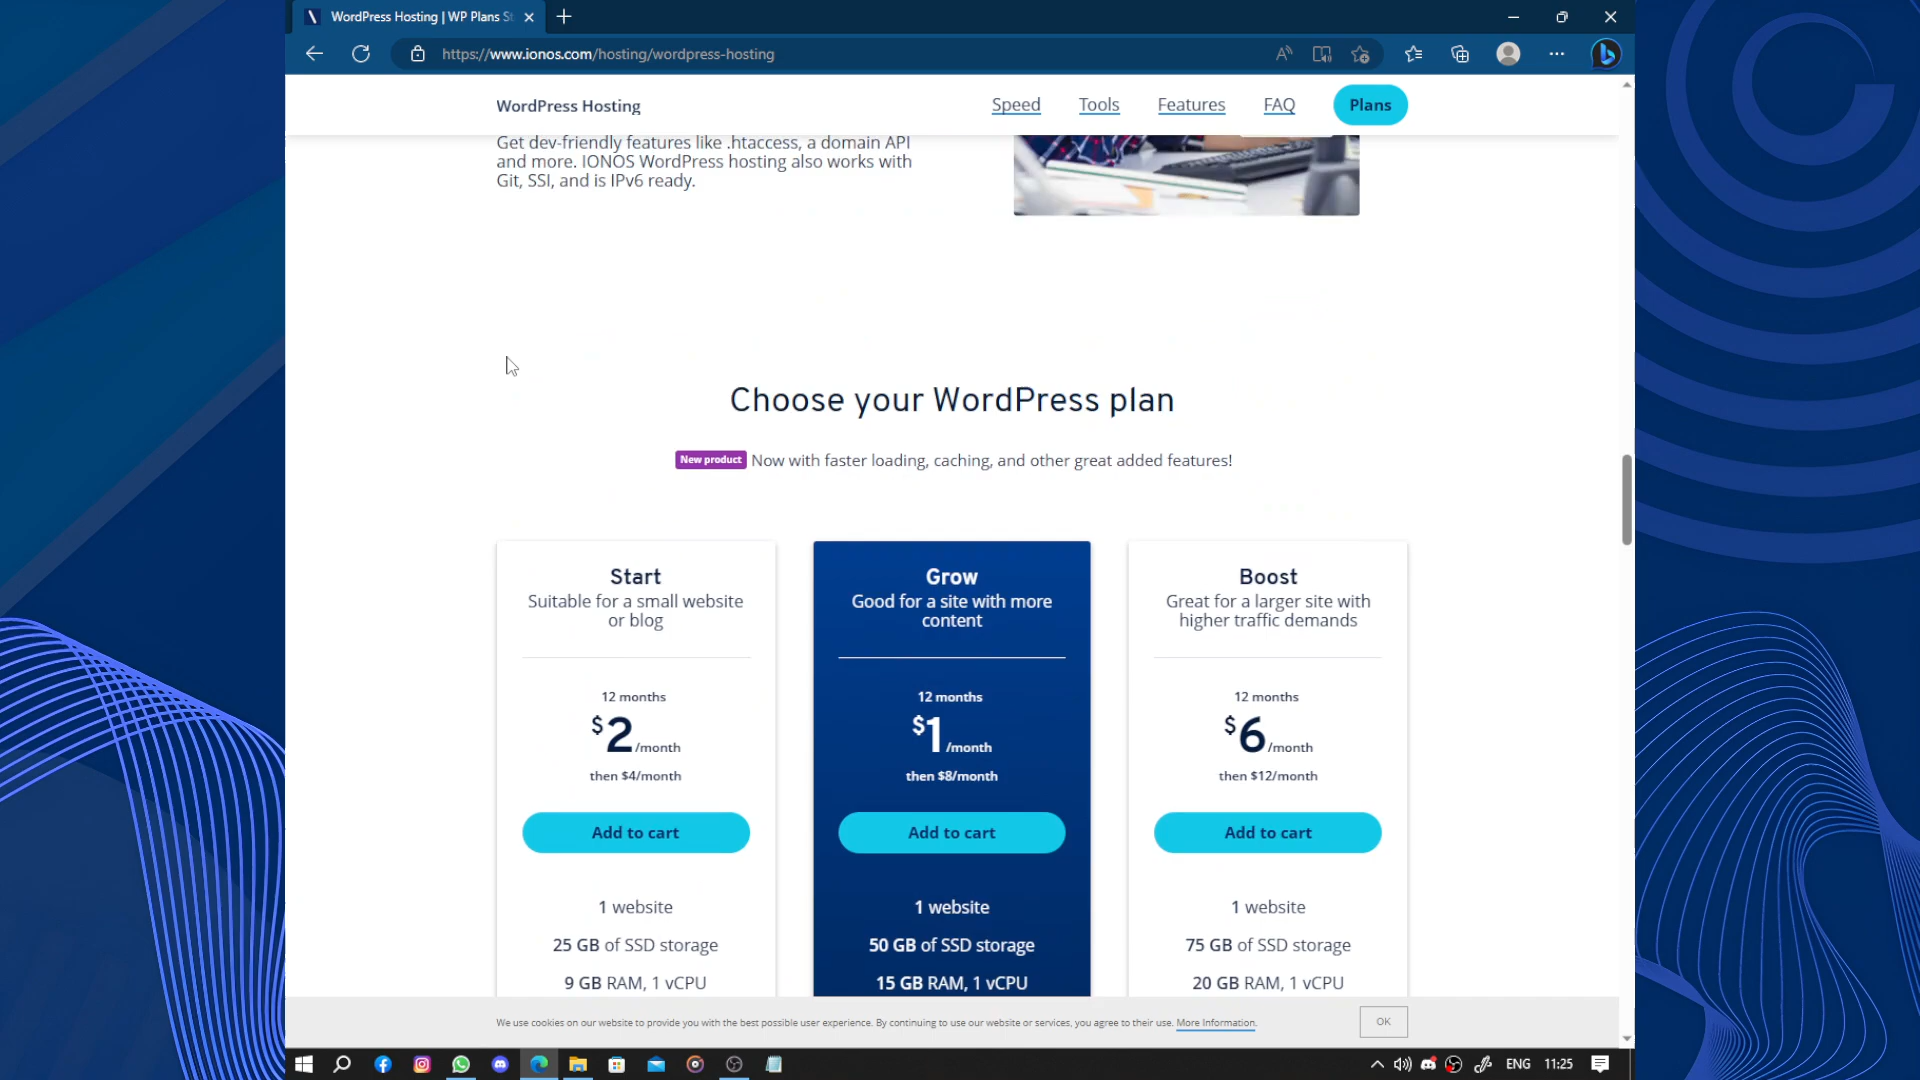 WordPress Hosting | WP Plans St
https://www.ionos.com/hosting/wordpress-hosting
WordPress Hosting
Speed
Tools
Features
FAQ
Plans
Get dev-friendly features like .htaccess, a domain API
and more. IONOS WordPress hosting also works with
Git, SSI, and is IPv6 ready.
Choose your WordPress plan
New product Now with faster loading, caching, and other great added features!
Start
Suitable for a small website
or blog
12 months
$2/month
then $4/month
Add to cart
1 website
25 GB of SSD storage
9 GB RAM, 1 vCPU
Grow
Good for a site with more
content
12 months
$1/month
then $8/month
Add to cart
1 website
50 GB of SSD storage
15 GB RAM, 1 vCPU
Boost
Great for a larger site with
higher traffic demands
12 months
$6/month
then $12/month
Add to cart
1 website
75 GB of SSD storage
20 GB RAM, 1 vCPU
We use cookies on our website to provide you with the best possible user experience. By continuing to use our website or services, you agree to their use. More Information.
OK
ENG
11:25